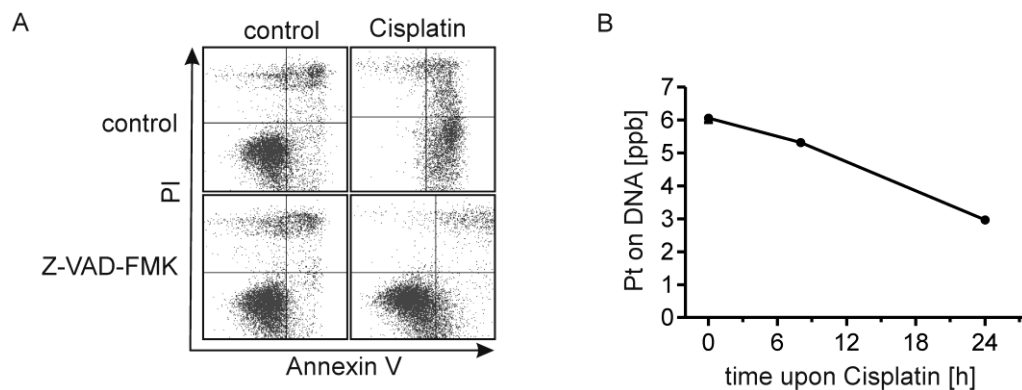 A
control Cisplatin
control
Z-VAD-FMK
PI
Annexin V
B
Pt on DNA [ppb]
7
6
5
4
3
2
1
0
0 6 12 18 24
time upon Cisplatin [h]